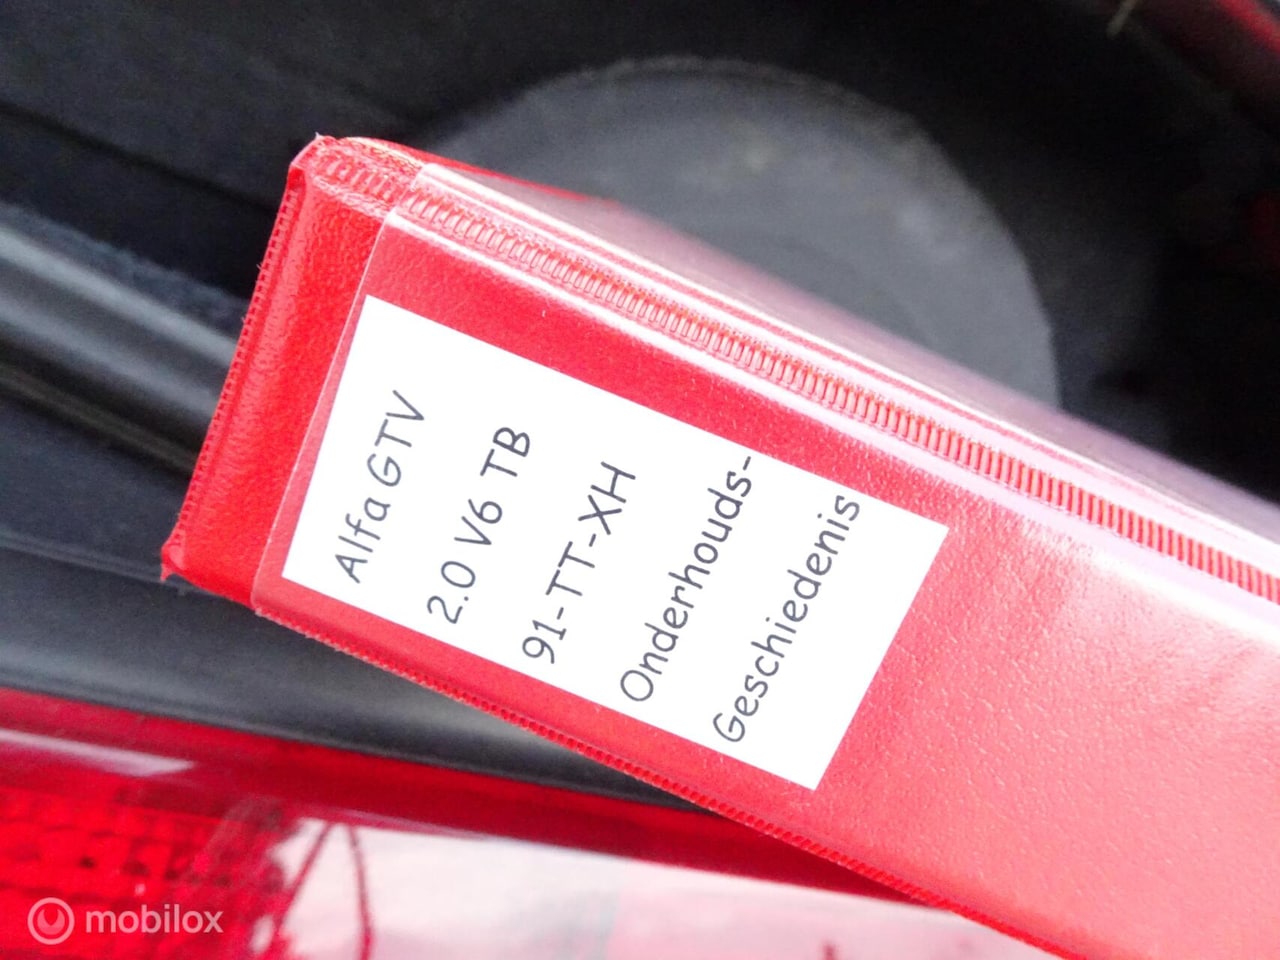 Alfa GTV
2.0 V6 TB
91-TT-XH
Onderhouds-
Geschiedenis
mobilox